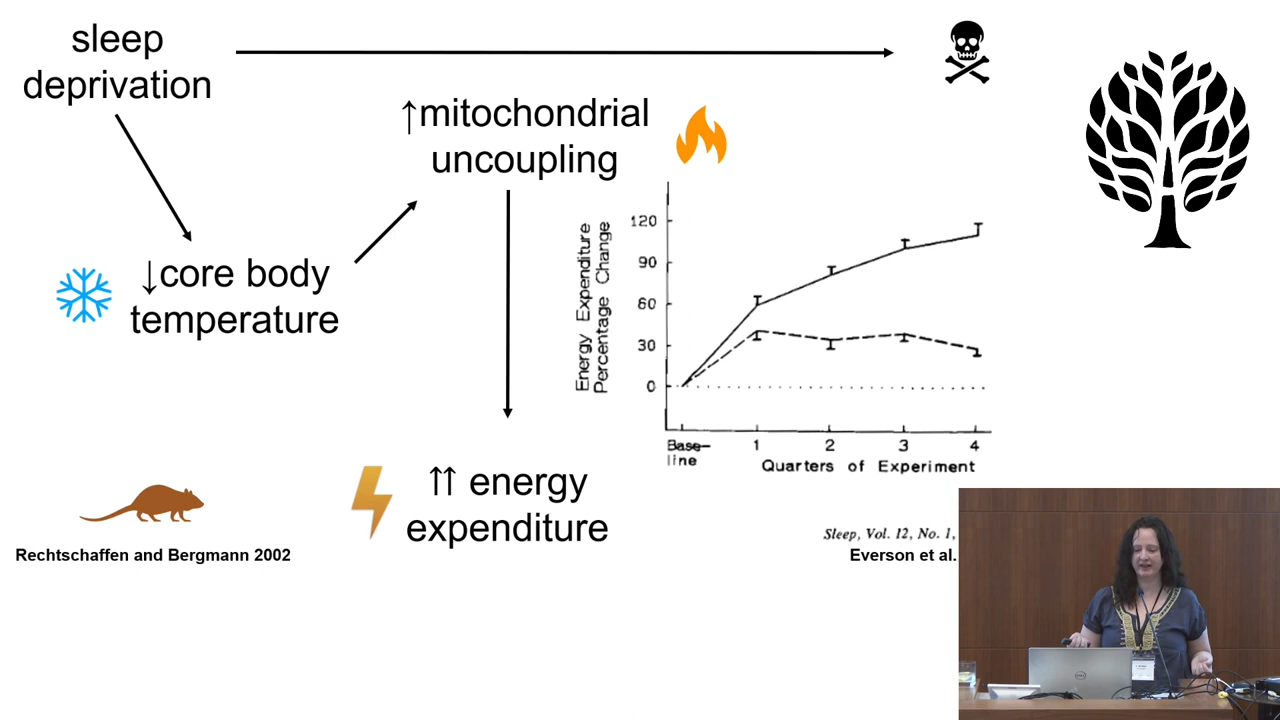 sleep
deprivation
↑mitochondrial
uncoupling
↓core body
temperature
↑↑ energy
expenditure
Energy Expenditure
Percentage Change
120
90
60
30
0
Base-
line
1
2
3
4
Quarters of Experiment
Rechtschaffen and Bergmann 2002
Sleep, Vol. 12, No. 1,
Everson et al.
DELL